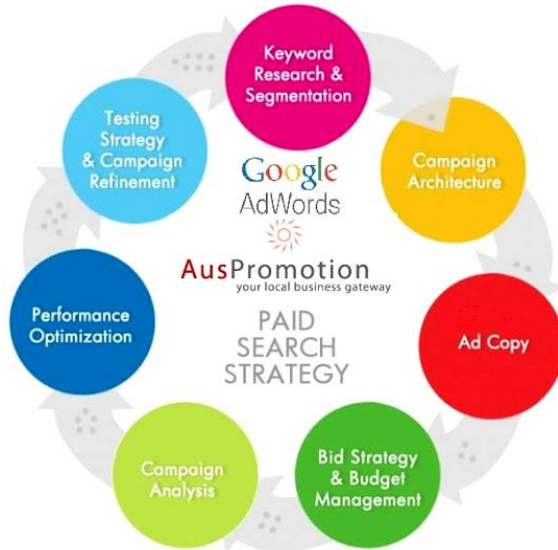 Keyword
Research &
Segmentation
Campaign
Architecture
Ad Copy
Bid Strategy
& Budget
Management
Campaign
Analysis
Performance
Optimization
Testing
Strategy
& Campaign
Refinement
Google
AdWords
AusPromotion
your local business gateway
PAID
SEARCH
STRATEGY